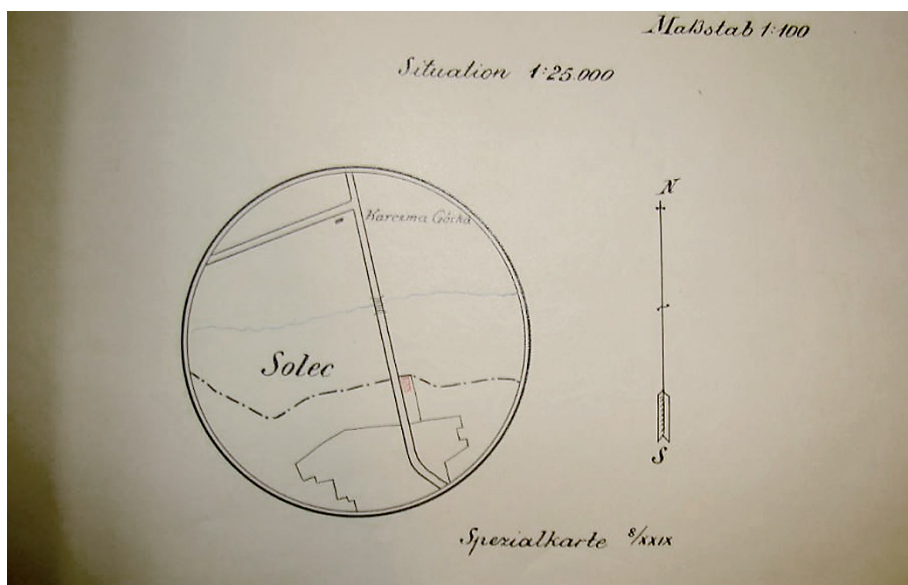 Maßstab 1:100
Situation 1:25.000
N
Karczma Górka
Solec
S
Spezialkarte 8/XXIX